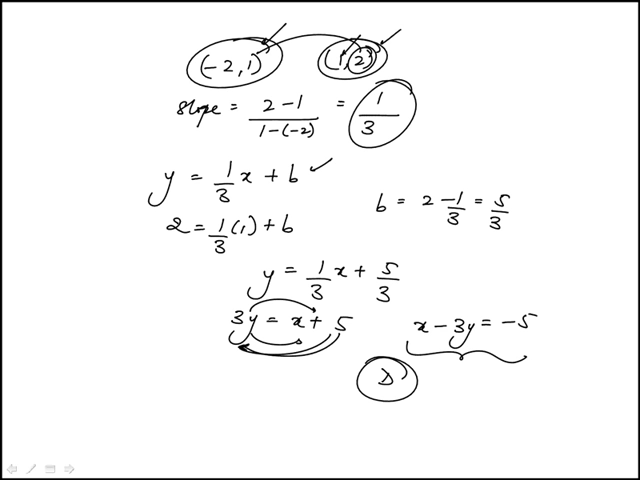 (-2, 1) (1, 2)
slope = 2-1 / 1-(-2) = 1/3
y = 1/3 x + b ✓
b = 2 - 1/3 = 5/3
2 = 1/3 (1) + b
y = 1/3 x + 5/3
3y = x + 5
x - 3y = -5
D